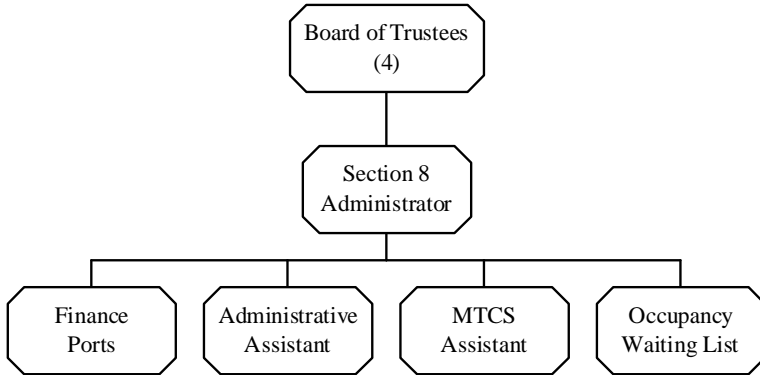 Board of Trustees
(4)
Section 8
Administrator
Finance
Ports
Administrative
Assistant
MTCS
Assistant
Occupancy
Waiting List